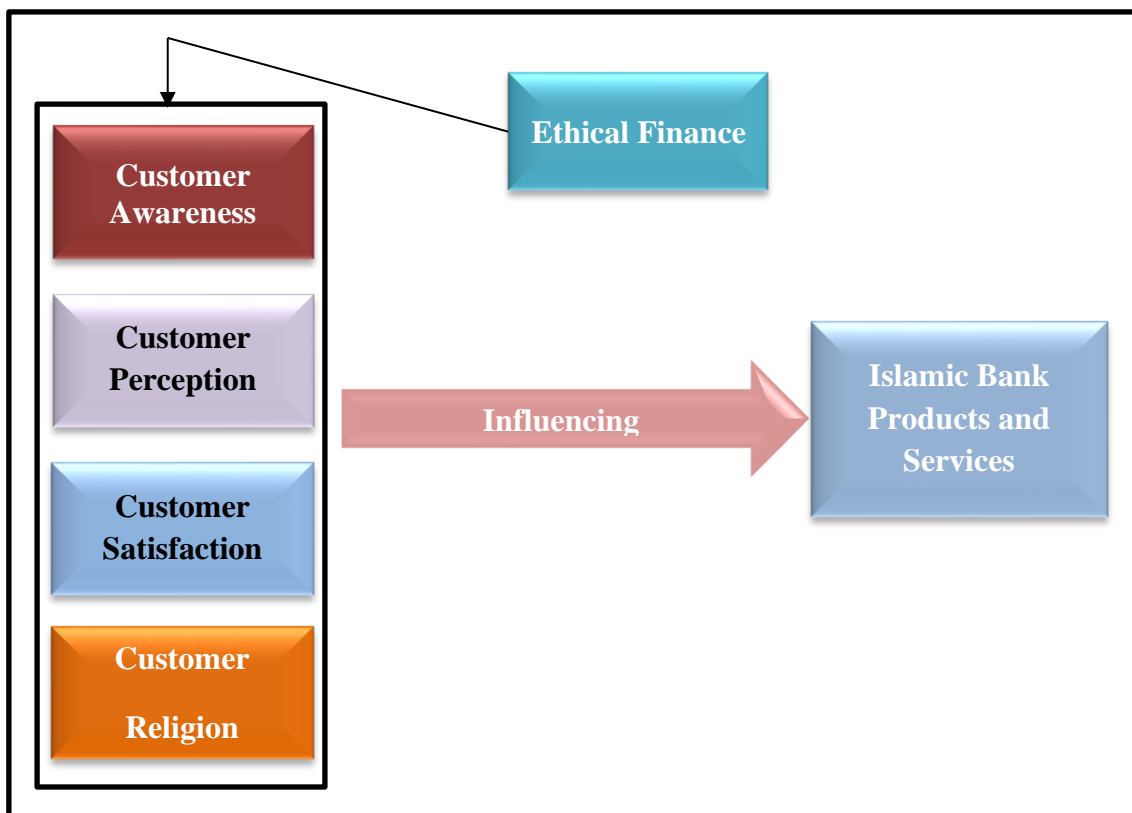 Ethical Finance
Customer
Awareness
Customer
Perception
Customer
Satisfaction
Customer
Religion
Influencing
Islamic Bank
Products and
Services